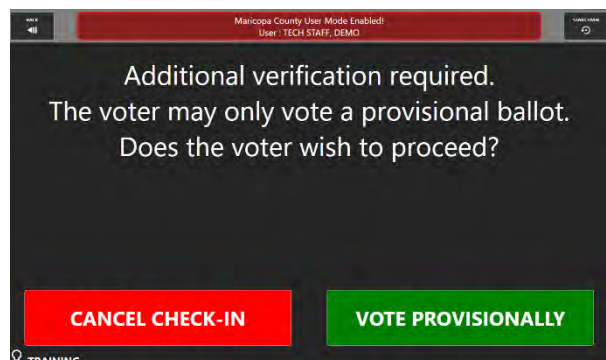 BACK
Maricopa County User Mode Enabled!
User : TECH STAFF, DEMO
Additional verification required.
The voter may only vote a provisional ballot.
Does the voter wish to proceed?
CANCEL CHECK-IN
VOTE PROVISIONALLY
TRAINING